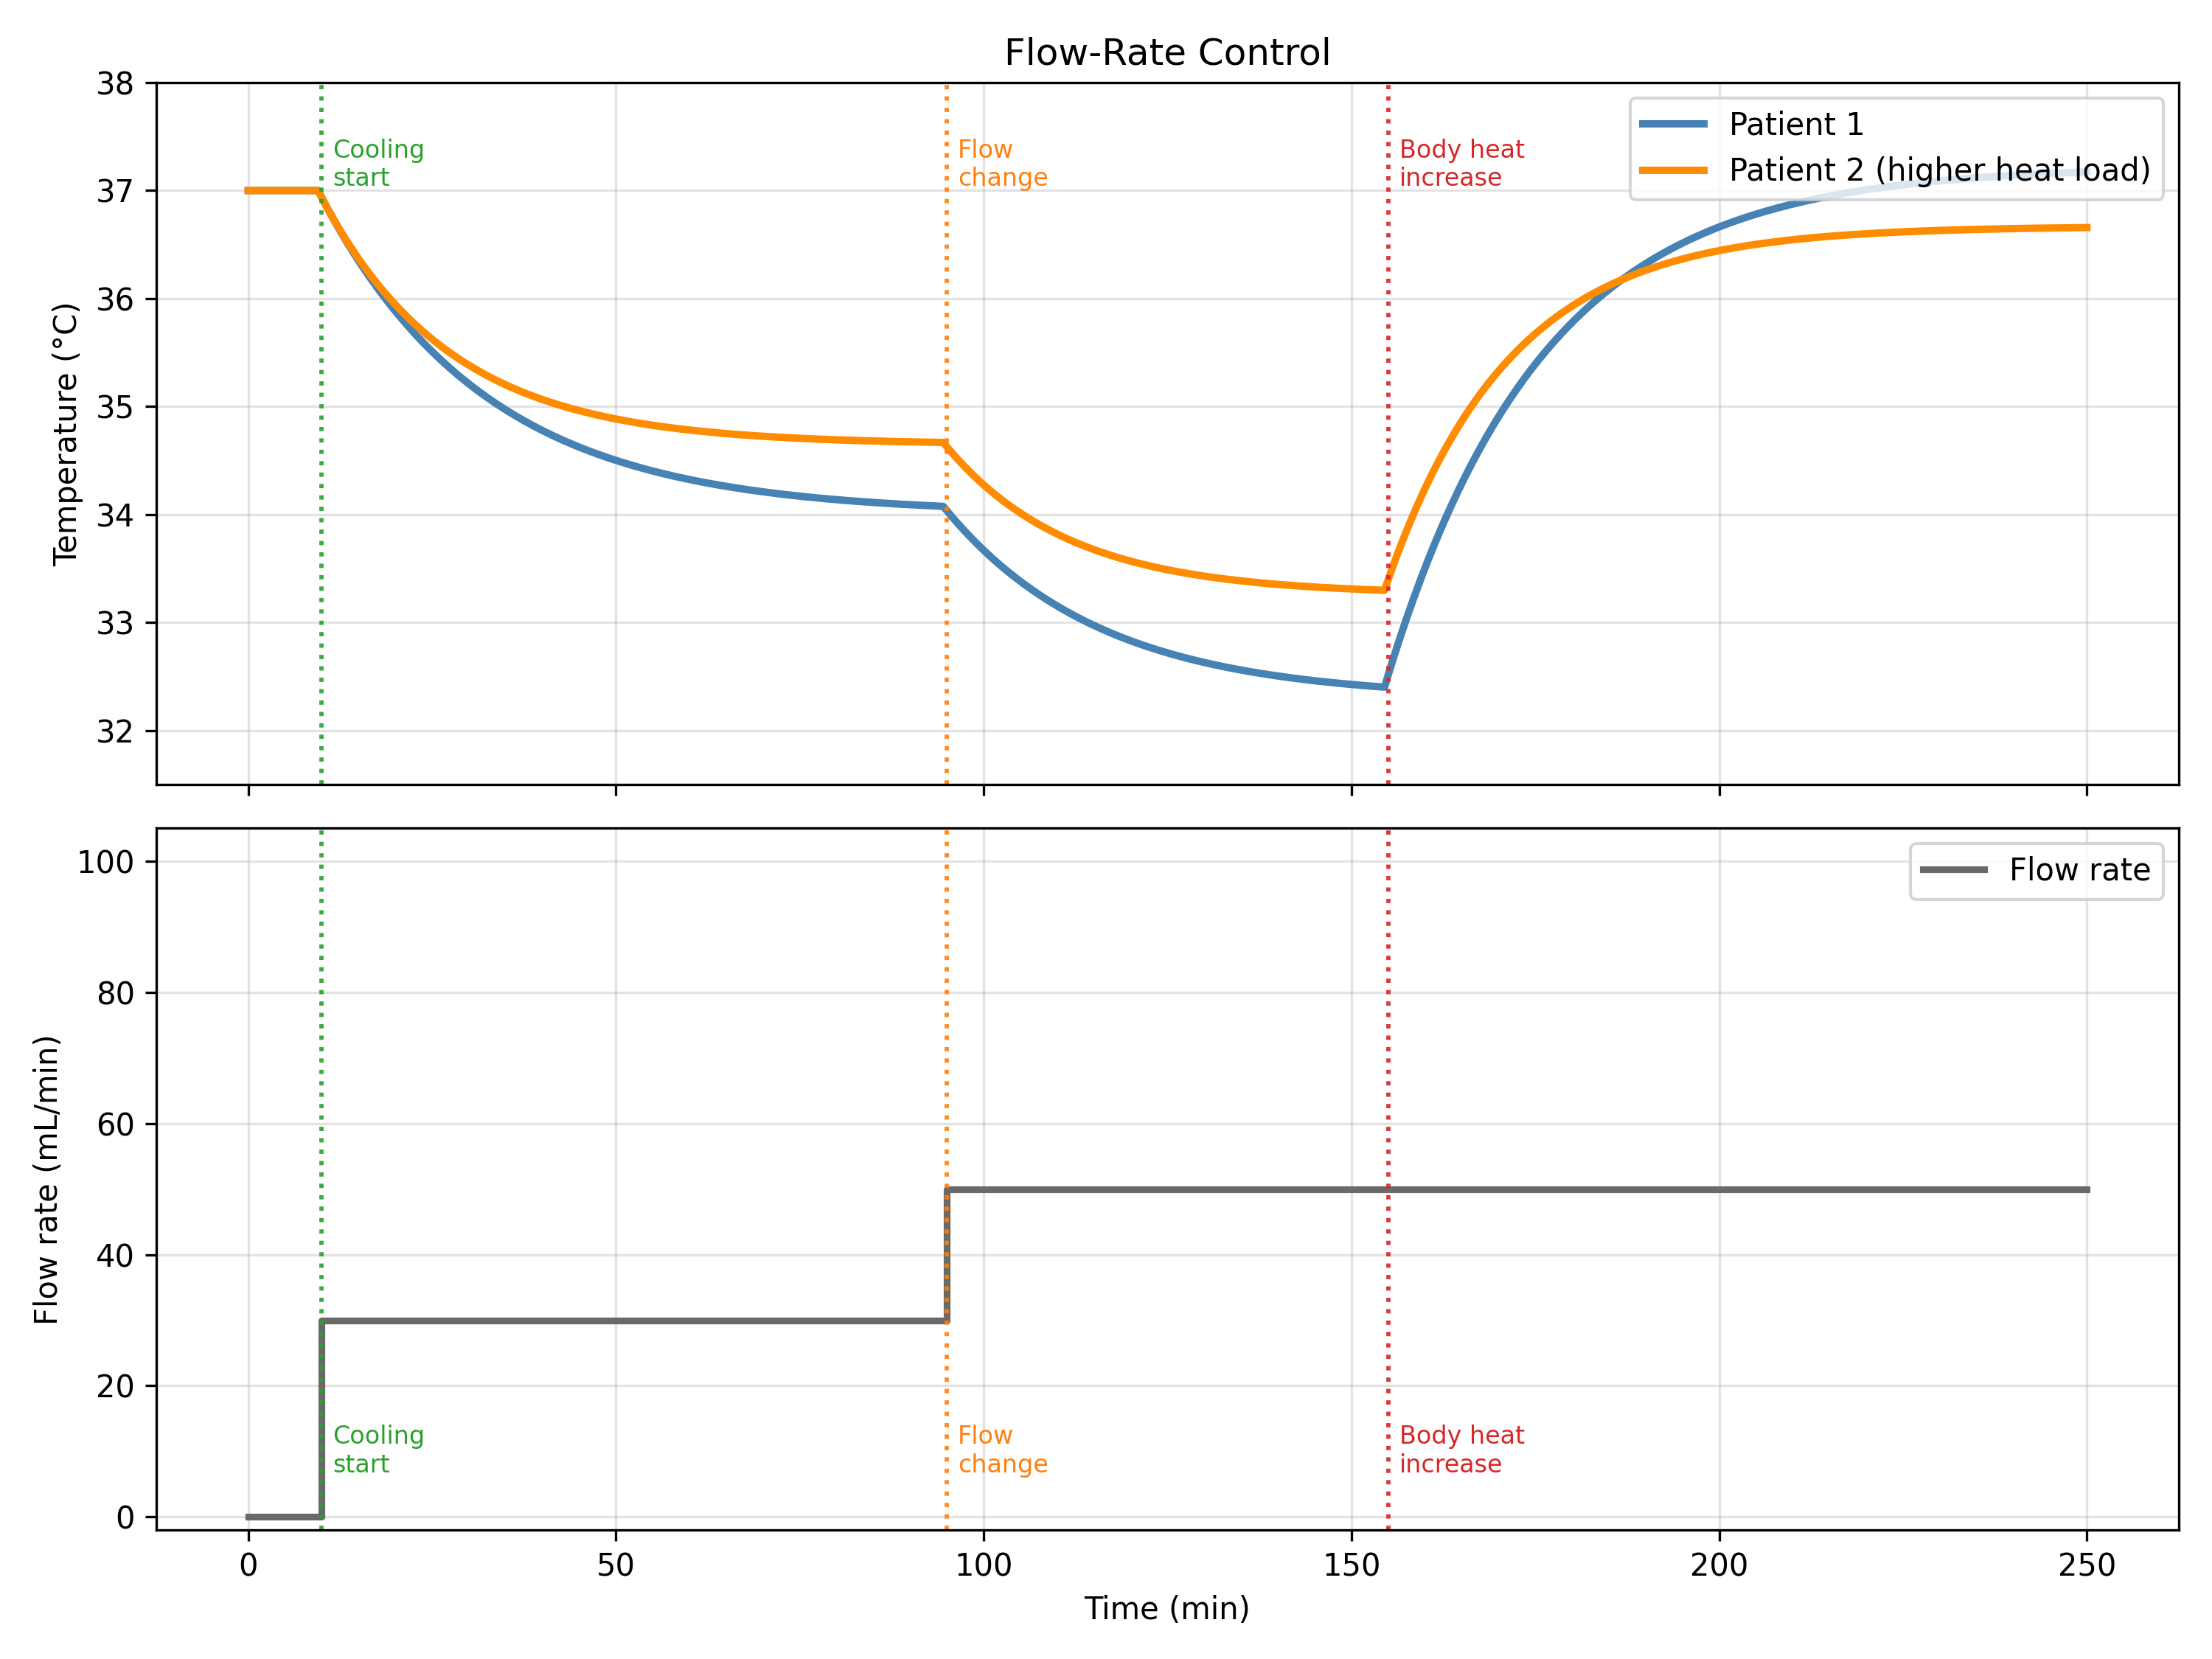 Flow-Rate Control
38
37
36
35
34
33
32
Temperature (°C)
Cooling
start
Flow
change
Body heat
increase
Patient 1
Patient 2 (higher heat load)
100
80
60
40
20
0
Flow rate (mL/min)
Flow rate
Cooling
start
Flow
change
Body heat
increase
0
50
100
150
200
250
Time (min)